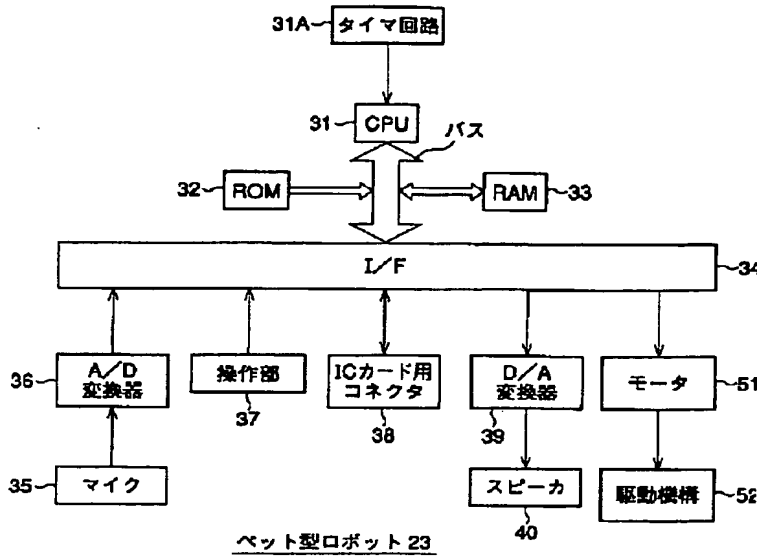 31A タイマ回路
31 CPU
バス
32 ROM
RAM 33
I/F 34
36 A/D
変換器
操作部
37
ICカード用
コネクタ
38
D/A
変換器
39
モータ 51
35 マイク
スピーカ
40
駆動機構 52
ペット型ロボット 23